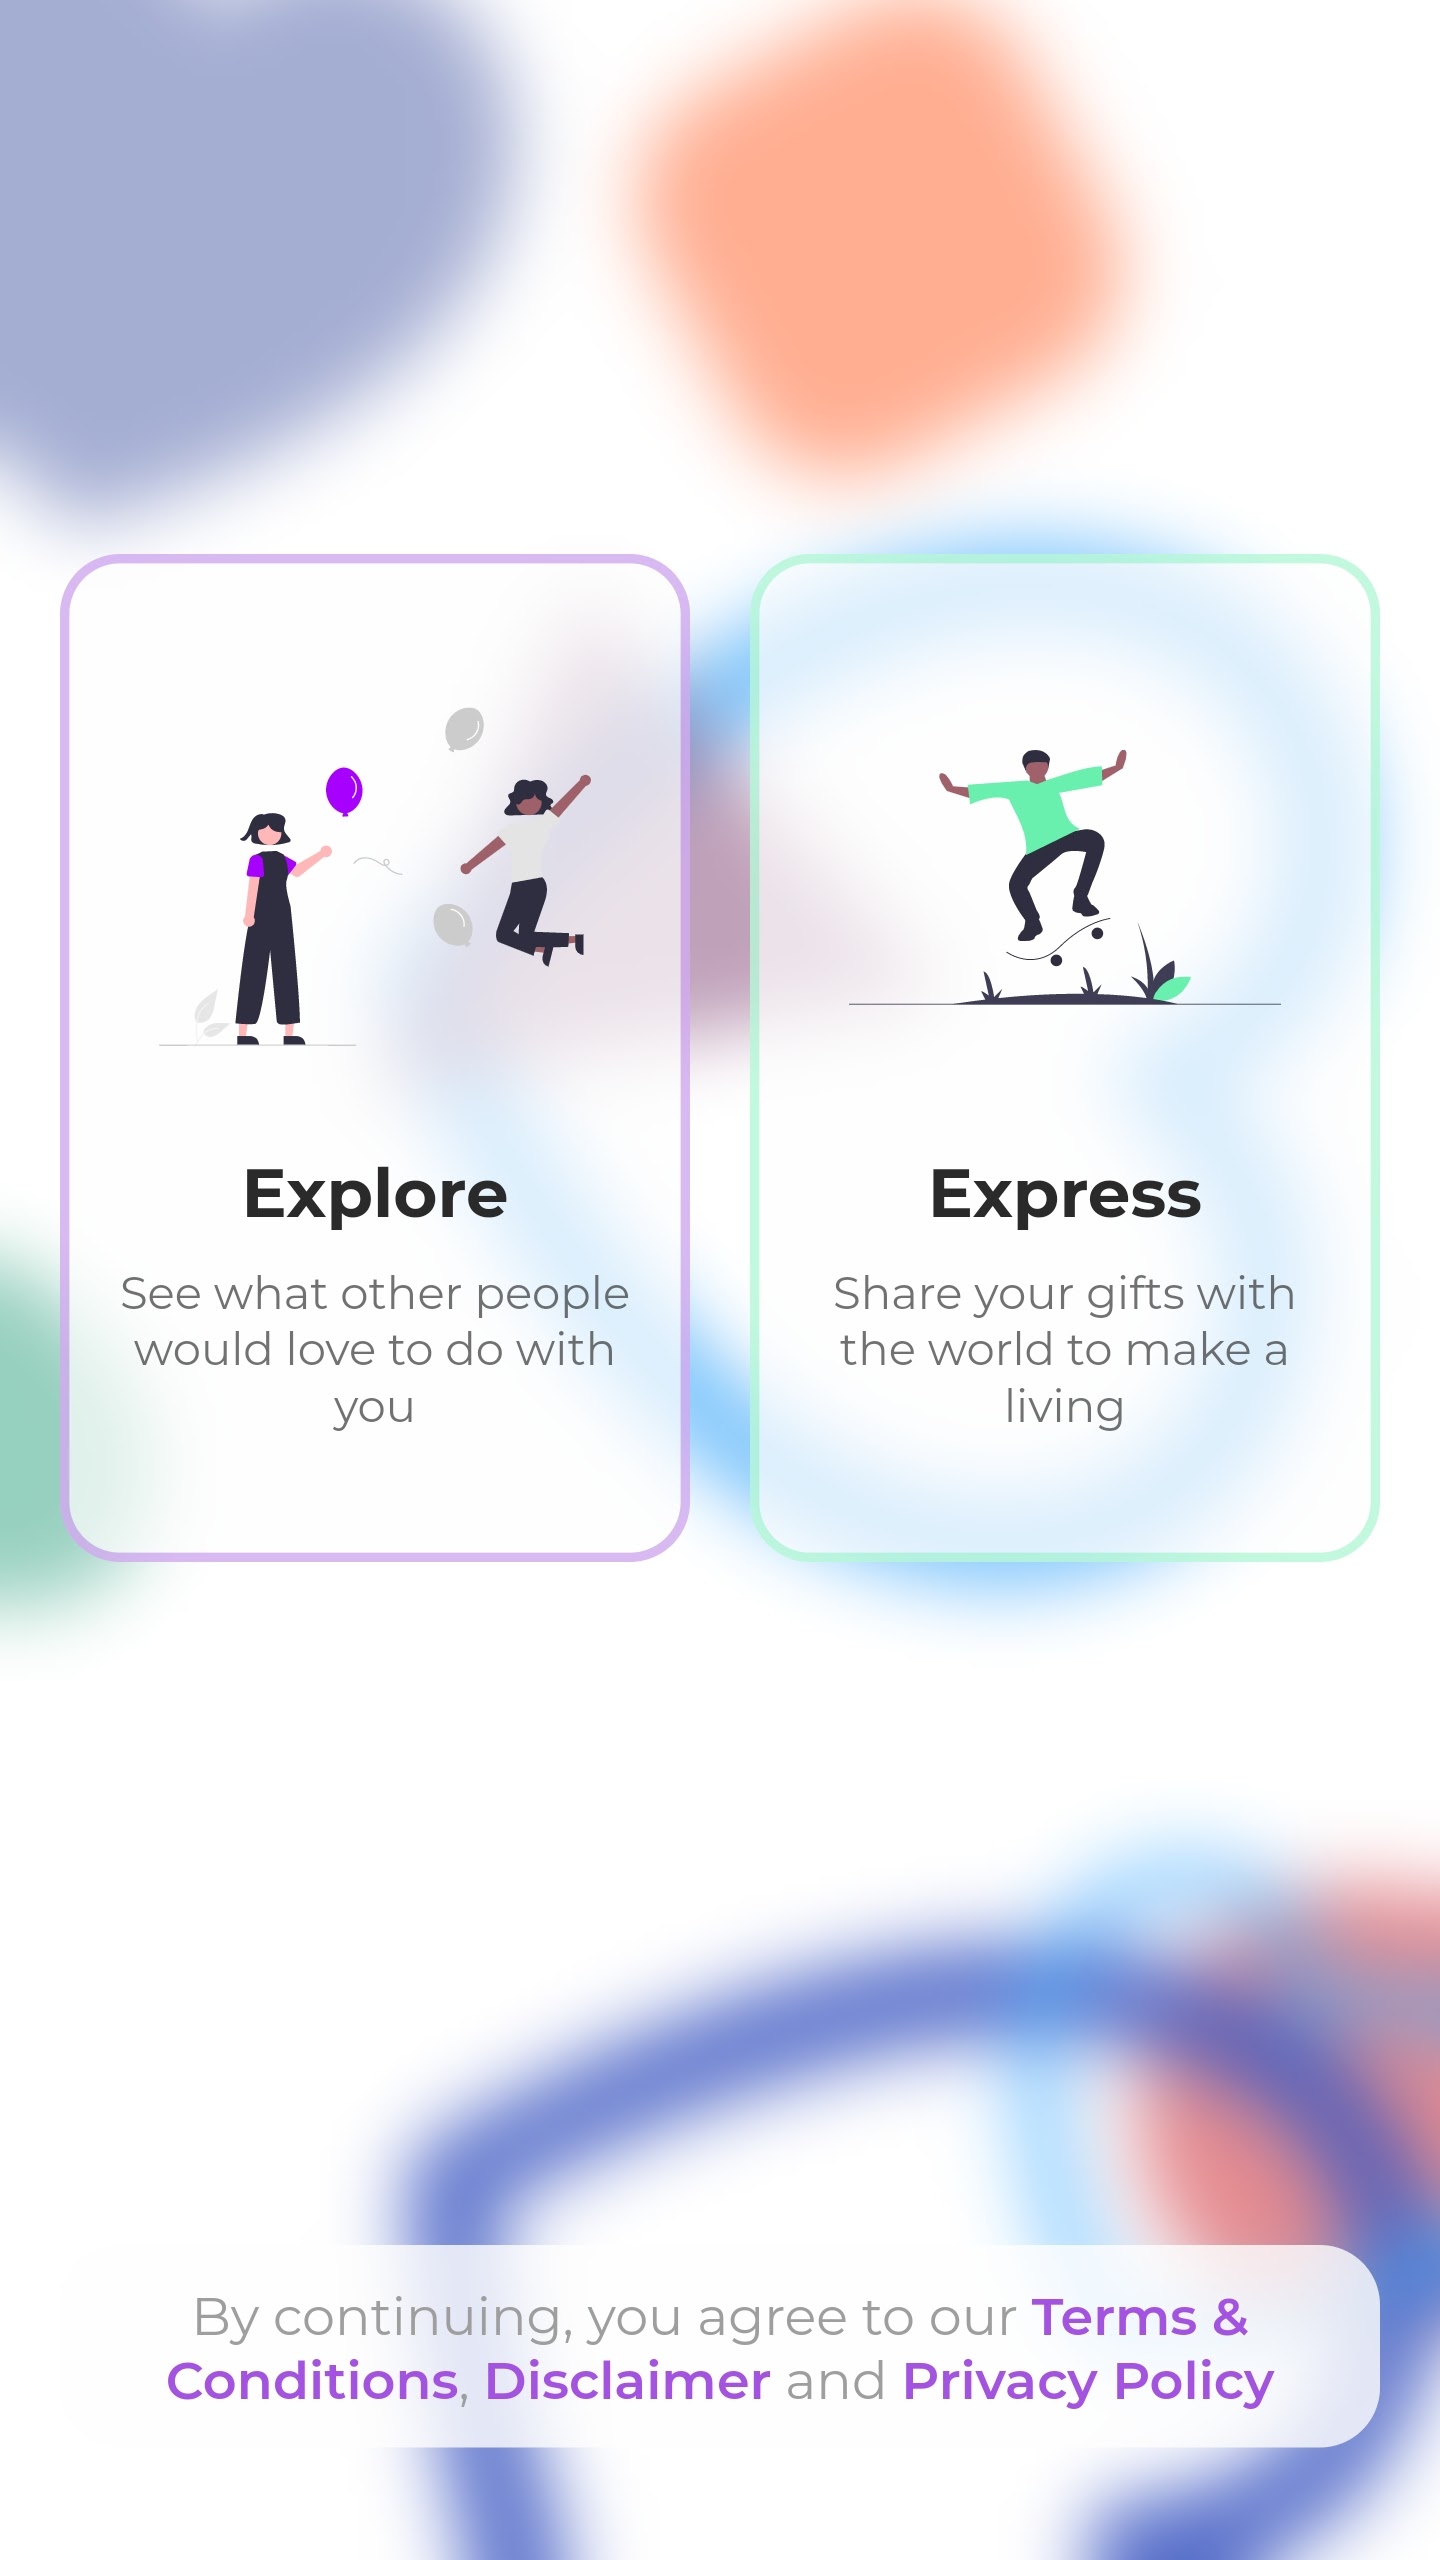 Explore
See what other people
would love to do with
you
Express
Share your gifts with
the world to make a
living
By continuing, you agree to our Terms &
Conditions, Disclaimer and Privacy Policy